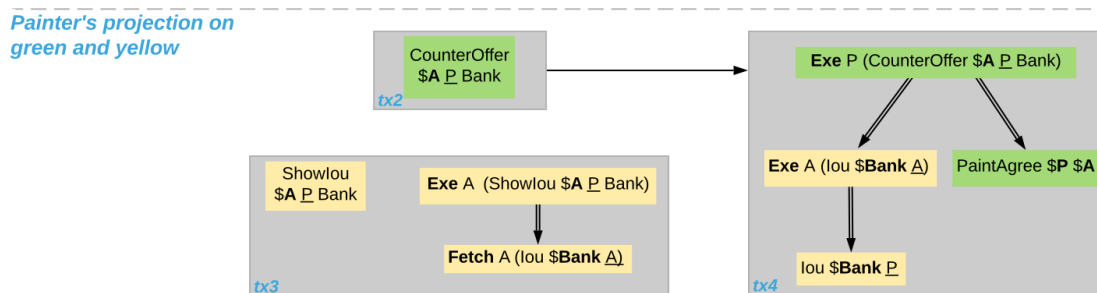 Painter's projection on
green and yellow
CounterOffer
$A P Bank
tx2
Exe P (CounterOffer $A P Bank)
Exe A (Iou $Bank A)
PaintAgree $P $A
Iou $Bank P
tx4
ShowIou
$A P Bank
Exe A (ShowIou $A P Bank)
Fetch A (Iou $Bank A)
tx3